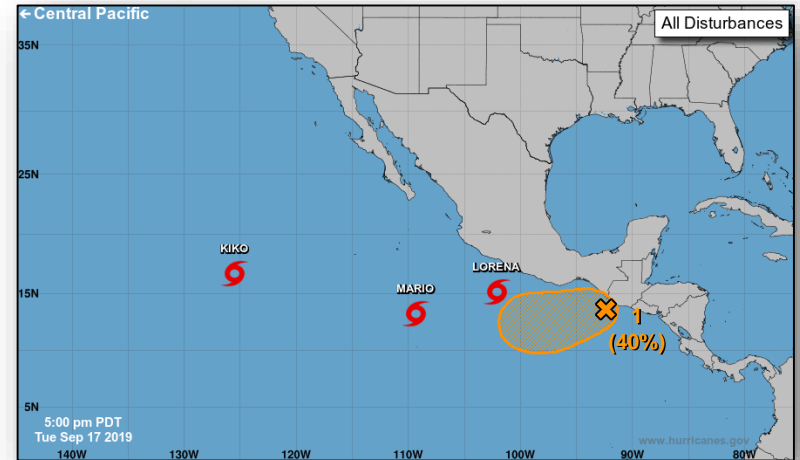 ← Central Pacific
All Disturbances
35N
25N
KIKO
LORENA
MARIO
15N
1
(40%)
5N
5:00 pm PDT
Tue Sep 17 2019
www.hurricanes.gov
140W 130W 120W 110W 100W 90W 80W